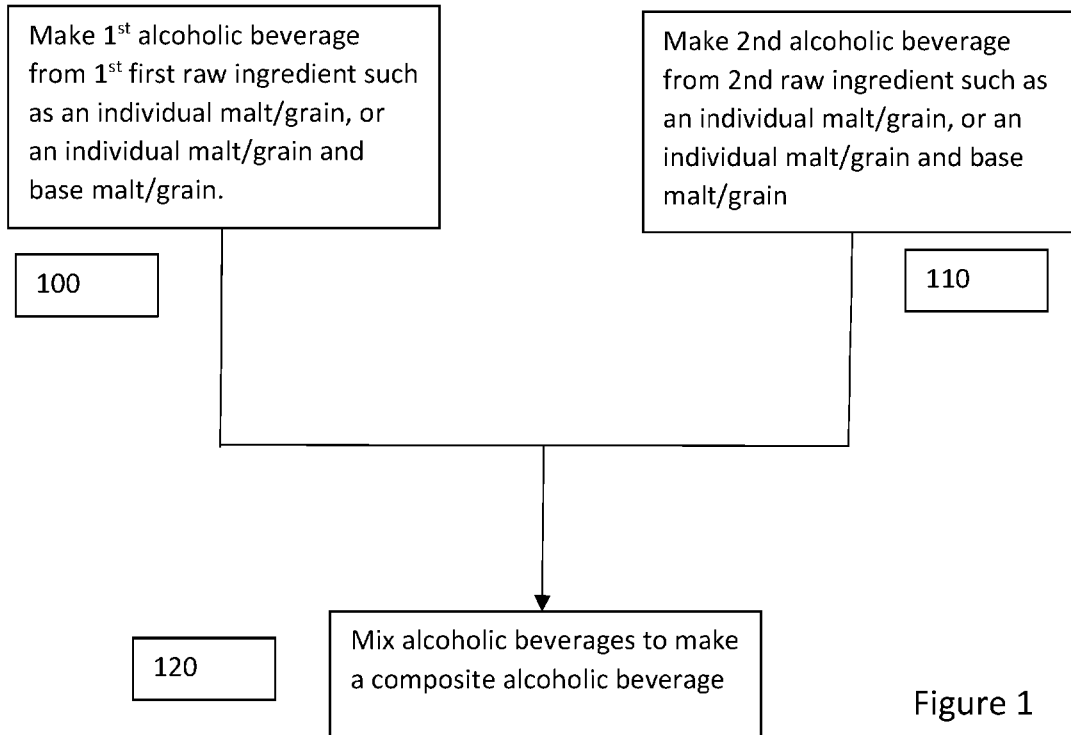 Make 1st alcoholic beverage
from 1st first raw ingredient such
as an individual malt/grain, or
an individual malt/grain and
base malt/grain.
100
Make 2nd alcoholic beverage
from 2nd raw ingredient such as
an individual malt/grain, or an
individual malt/grain and base
malt/grain
110
120
Mix alcoholic beverages to make
a composite alcoholic beverage
Figure 1